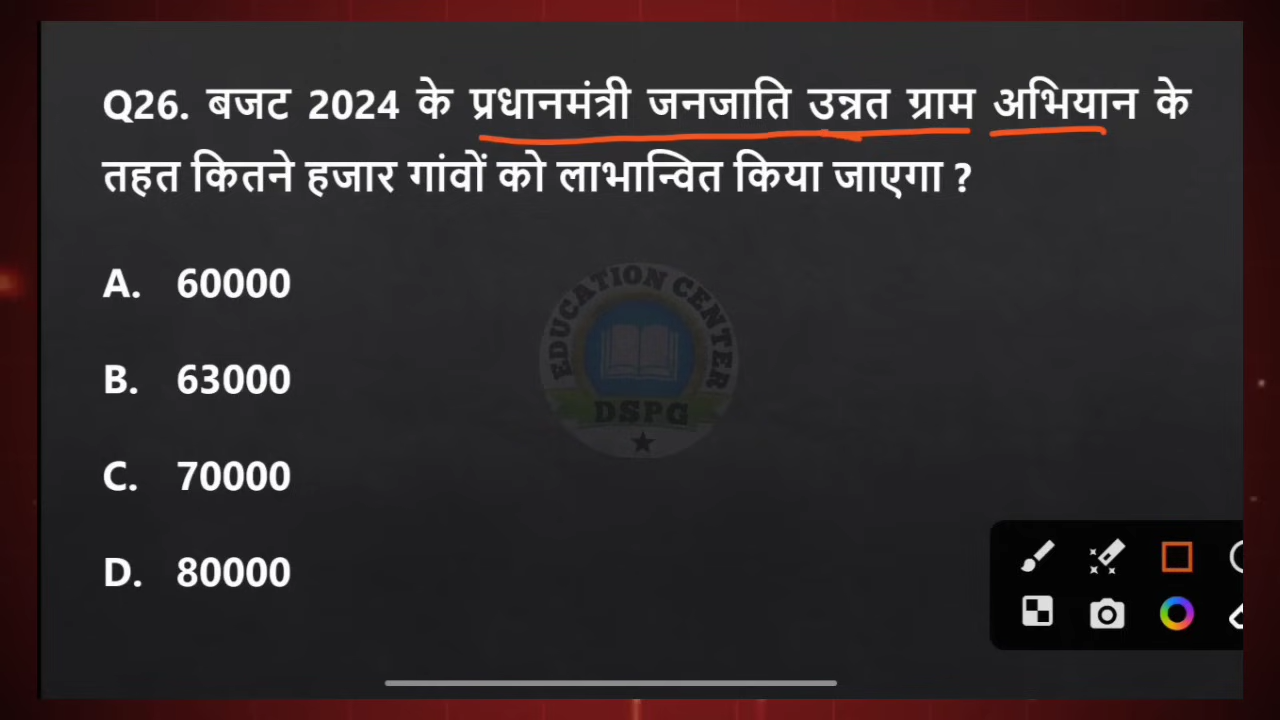 Q26. बजट 2024 के प्रधानमंत्री जनजाति उन्नत ग्राम अभियान के
तहत कितने हजार गांवों को लाभान्वित किया जाएगा ?
A. 60000
B. 63000
C. 70000
D. 80000
EDUCATION CENTER
DSPG